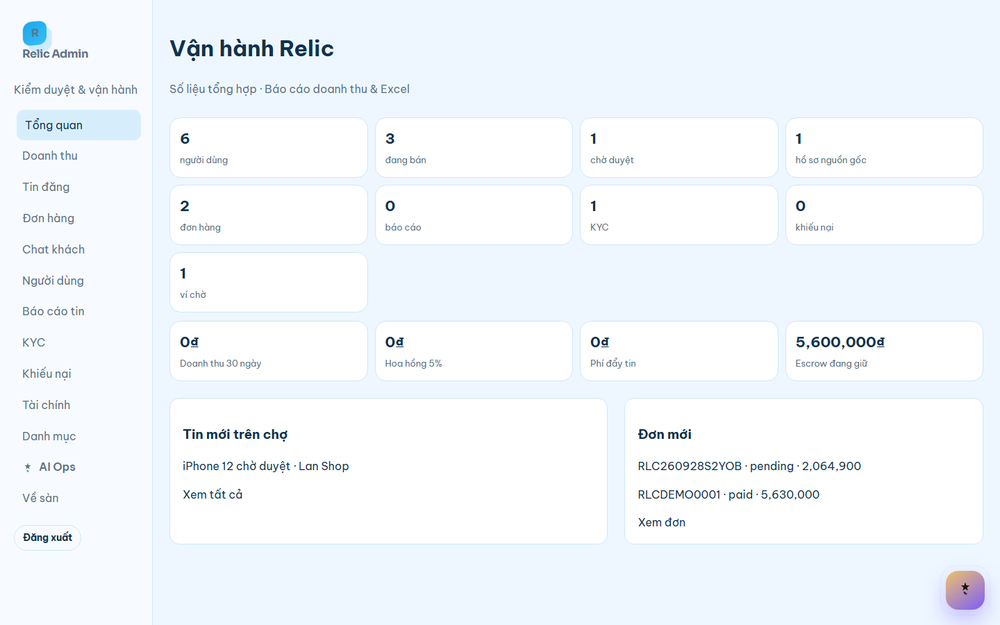 R
Relic Admin
Kiểm duyệt & vận hành
Tổng quan
Doanh thu
Tin đăng
Đơn hàng
Chat khách
Người dùng
Báo cáo tin
KYC
Khiếu nại
Tài chính
Danh mục
AI Ops
Về sàn
Đăng xuất
Vận hành Relic
Số liệu tổng hợp · Báo cáo doanh thu & Excel
6
người dùng
3
đang bán
1
chờ duyệt
1
hồ sơ nguồn gốc
2
đơn hàng
0
báo cáo
1
KYC
0
khiếu nại
1
ví chờ
0₫
Doanh thu 30 ngày
0₫
Hoa hồng 5%
0₫
Phí đẩy tin
5,600,000₫
Escrow đang giữ
Tin mới trên chợ
iPhone 12 chờ duyệt · Lan Shop
Xem tất cả
Đơn mới
RLC260928S2YOB · pending · 2,064,900
RLCDEMO0001 · paid · 5,630,000
Xem đơn